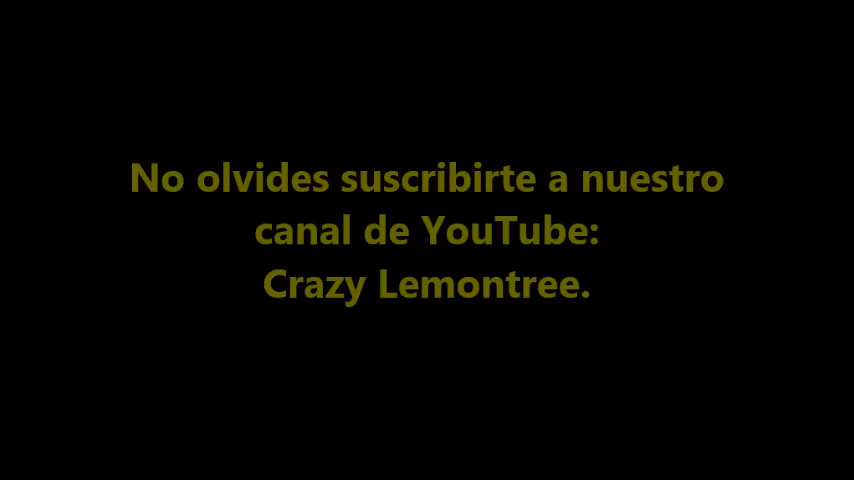 No olvides suscribirte a nuestro
canal de YouTube:
Crazy Lemontree.